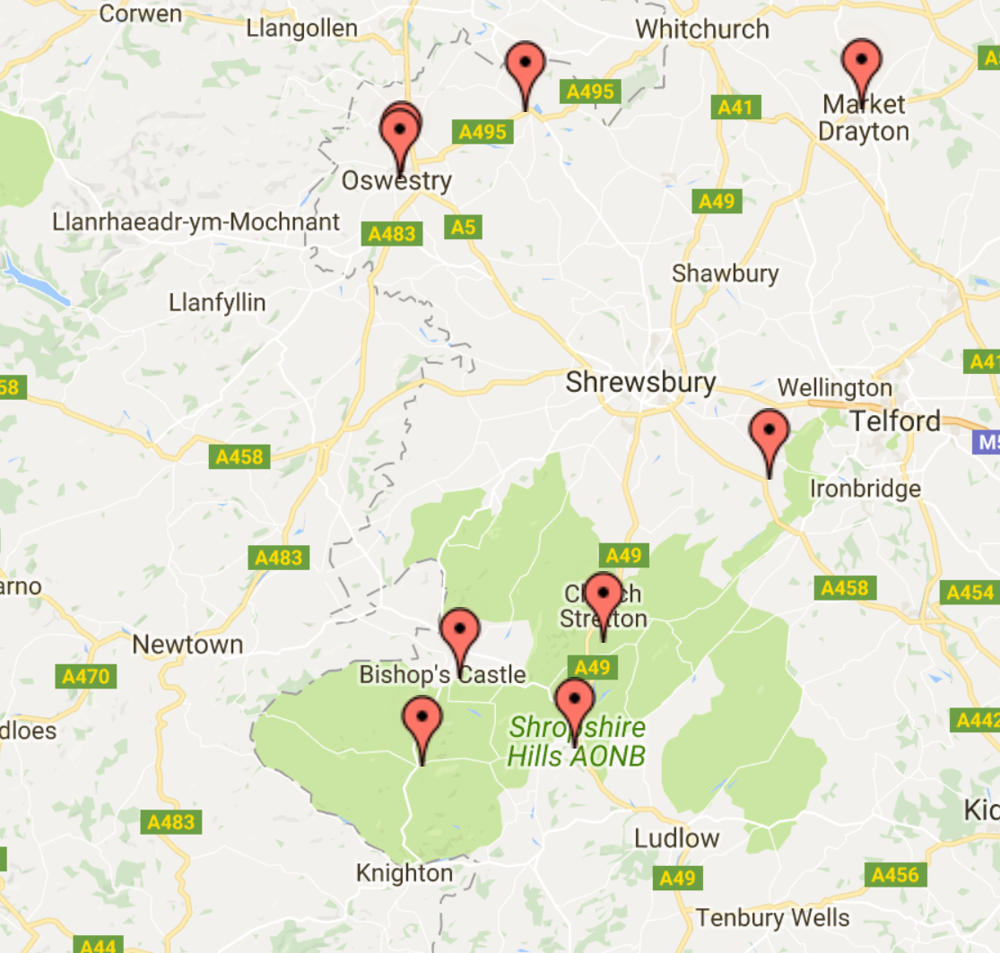 Corwen
Llangollen
Whitchurch
A495
A41
Market
Drayton
A495
Oswestry
A49
Llanrhaeadr-ym-Mochnant
A483
A5
Shawbury
Llanfyllin
Shrewsbury
Wellington
Telford
A458
Ironbridge
A483
A49
Stretton
A458
A454
Newtown
A470
Bishop's Castle
A49
Shropshire
Hills AONB
A442
A483
Ludlow
Knighton
A49
A456
Tenbury Wells
A44